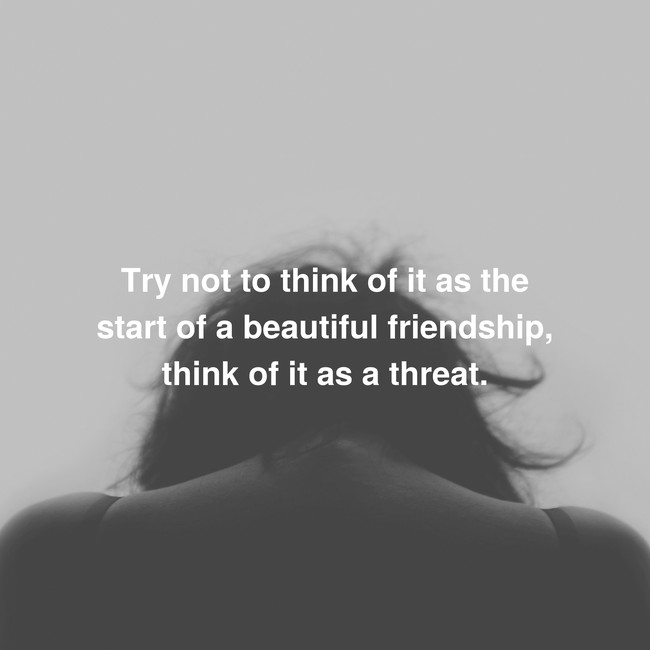 Try not to think of it as the
start of a beautiful friendship,
think of it as a threat.